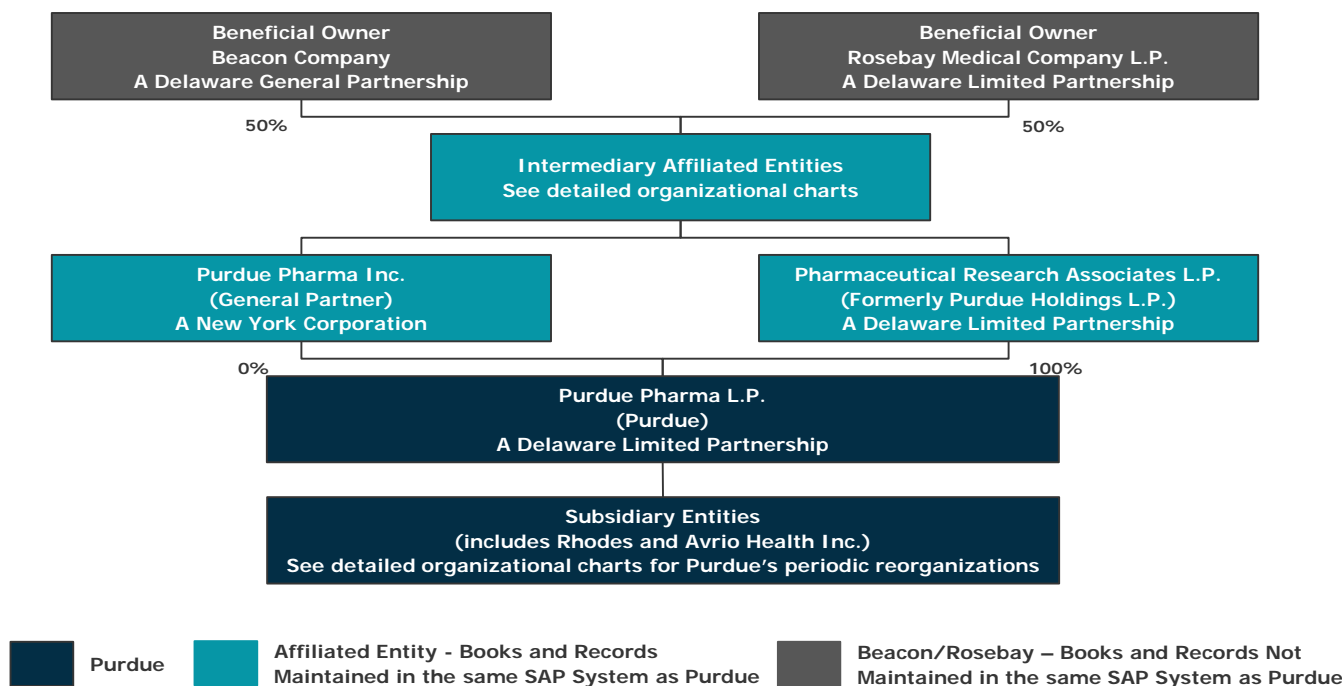 Beneficial Owner
Beacon Company
A Delaware General Partnership
Beneficial Owner
Rosebay Medical Company L.P.
A Delaware Limited Partnership
50%
50%
Intermediary Affiliated Entities
See detailed organizational charts
Purdue Pharma Inc.
(General Partner)
A New York Corporation
Pharmaceutical Research Associates L.P.
(Formerly Purdue Holdings L.P.)
A Delaware Limited Partnership
0%
100%
Purdue Pharma L.P.
(Purdue)
A Delaware Limited Partnership
Subsidiary Entities
(includes Rhodes and Avrio Health Inc.)
See detailed organizational charts for Purdue's periodic reorganizations
Purdue
Affiliated Entity - Books and Records
Maintained in the same SAP System as Purdue
Beacon/Rosebay – Books and Records Not
Maintained in the same SAP System as Purdue